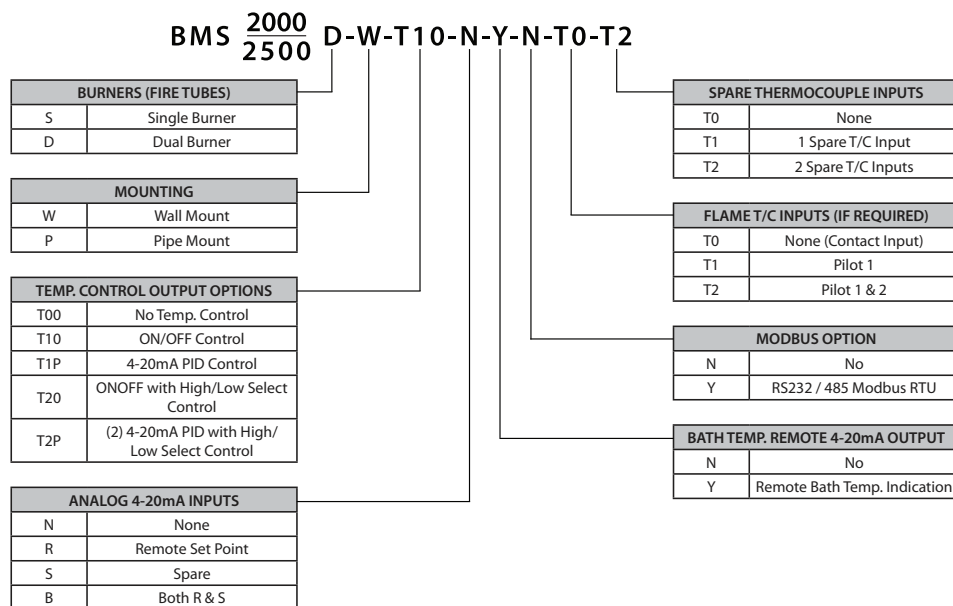 BMS 2000 D-W-T10-N-Y-N-T0-T2
2500
BURNERS (FIRE TUBES)
S Single Burner
D Dual Burner
MOUNTING
W Wall Mount
P Pipe Mount
TEMP. CONTROL OUTPUT OPTIONS
T00 No Temp. Control
T10 ON/OFF Control
T1P 4-20mA PID Control
T20 ONOFF with High/Low Select
Control
T2P (2) 4-20mA PID with High/
Low Select Control
ANALOG 4-20mA INPUTS
N None
R Remote Set Point
S Spare
B Both R & S
SPARE THERMOCOUPLE INPUTS
T0 None
T1 1 Spare T/C Input
T2 2 Spare T/C Inputs
FLAME T/C INPUTS (IF REQUIRED)
T0 None (Contact Input)
T1 Pilot 1
T2 Pilot 1 & 2
MODBUS OPTION
N No
Y RS232 / 485 Modbus RTU
BATH TEMP. REMOTE 4-20mA OUTPUT
N No
Y Remote Bath Temp. Indication